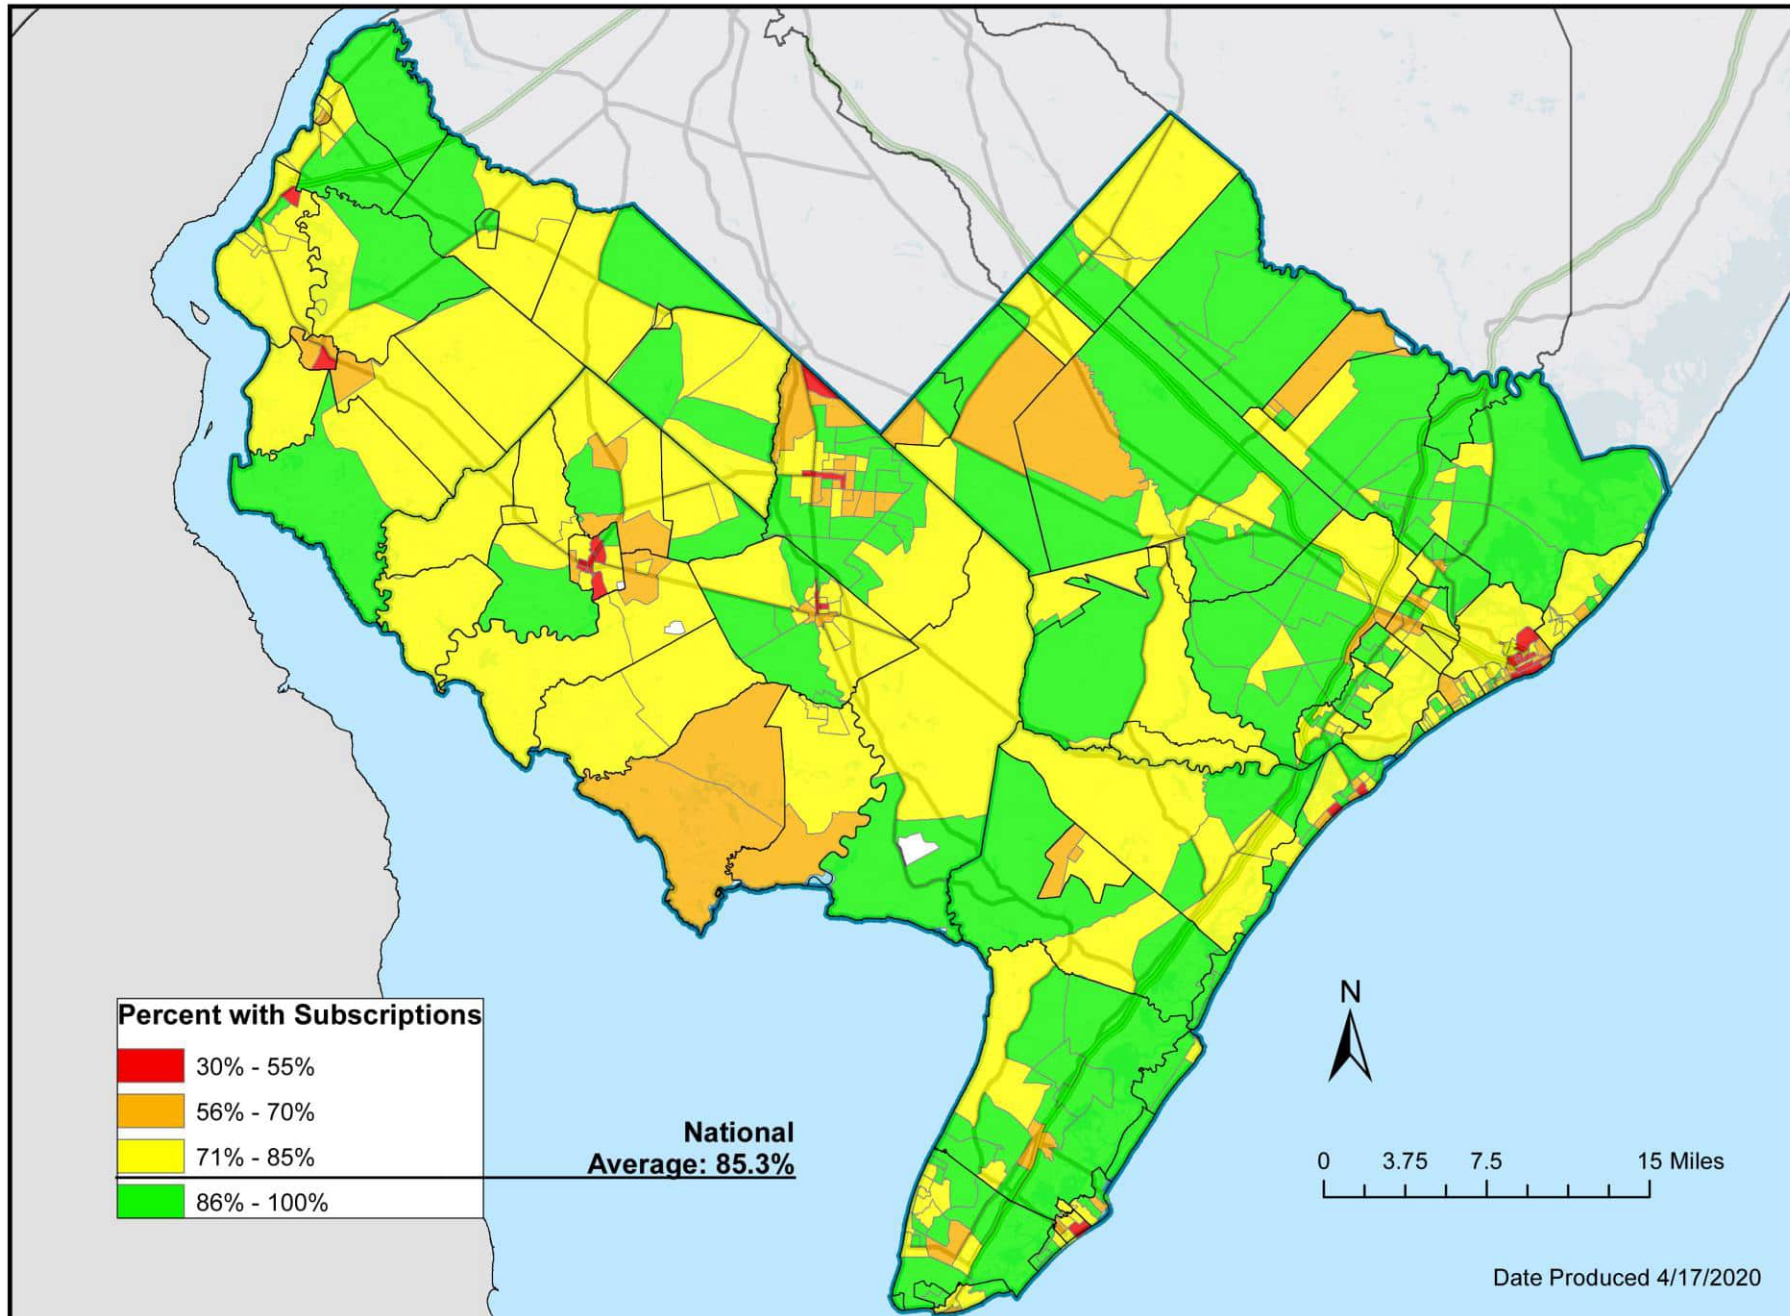 Percent with Subscriptions
30% - 55%
56% - 70%
71% - 85%
86% - 100%
National
Average: 85.3%
N
0 3.75 7.5 15 Miles
Date Produced 4/17/2020